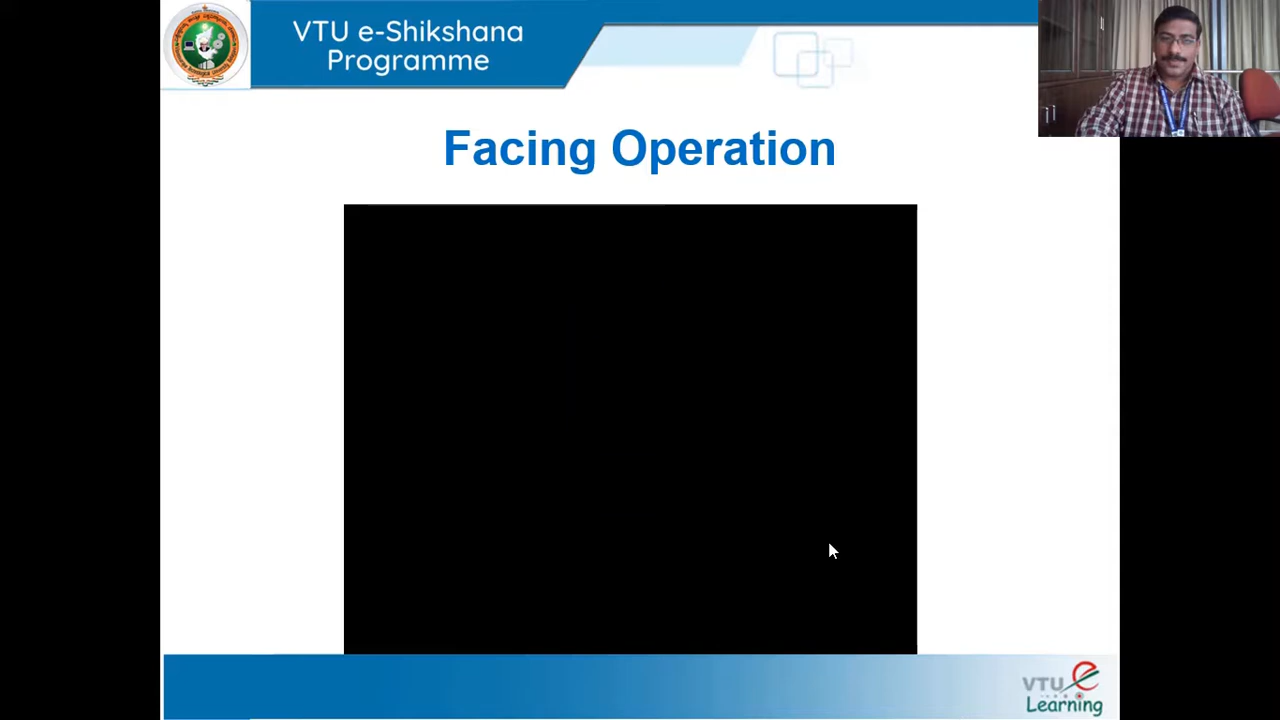 VTU e-Shikshana
Programme
Facing Operation
VTU e
Learning